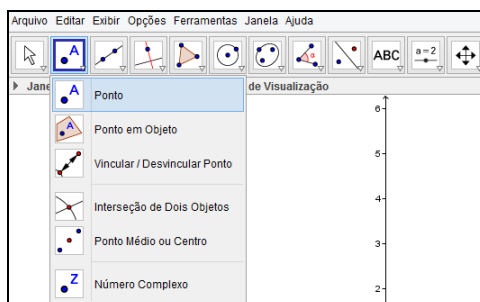 Arquivo Editar Exibir Opções Ferramentas Janela Ajuda
A
α
ABC
a=2
Jane
de Visualização
A Ponto
A Ponto em Objeto
Vincular / Desvincular Ponto
Interseção de Dois Objetos
Ponto Médio ou Centro
Z Número Complexo
6
5
4
3
2